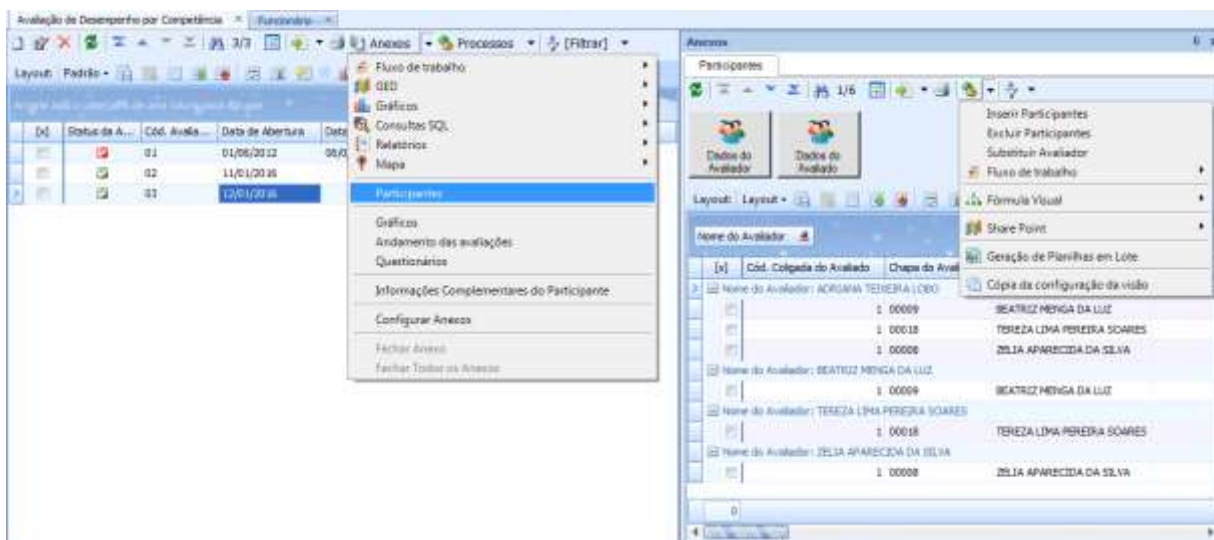 Avaliação de Desempenho por Competência
Funcionário
3/3
Anexos
Processos
[Filtrar]
Layout: Padrão
[x]
Status da A...
Cód. Avalia...
Data de Abertura
Data
01
01/06/2012
02
11/01/2016
03
12/01/2016
Fluxo de trabalho
GED
Gráficos
Consultas SQL
Relatórios
Mapa
Participantes
Gráficos
Andamento das avaliações
Questionários
Informações Complementares do Participante
Configurar Anexos
Fechar Anexo
Fechar Todos os Anexos
Anexos
Participantes
1/6
Dados do
Avaliador
Dados do
Avaliado
Layout: Layout
Nome do Avaliador
Inserir Participantes
Excluir Participantes
Substituir Avaliador
Fluxo de trabalho
Fórmula Visual
Share Point
Geração de Planilhas em Lote
Cópia da configuração da visão
[x]
Cód. Coligada do Avaliado
Chapa do Aval
Nome do Avaliador: ADRIANA TEIXEIRA LOBO
1 00009 BEATRIZ MENGA DA LUZ
1 00018 TEREZA LIMA PEREIRA SOARES
1 00008 ZELIA APARECIDA DA SILVA
Nome do Avaliador: BEATRIZ MENGA DA LUZ
1 00009 BEATRIZ MENGA DA LUZ
Nome do Avaliador: TEREZA LIMA PEREIRA SOARES
1 00018 TEREZA LIMA PEREIRA SOARES
Nome do Avaliador: ZELIA APARECIDA DA SILVA
1 00008 ZELIA APARECIDA DA SILVA
0